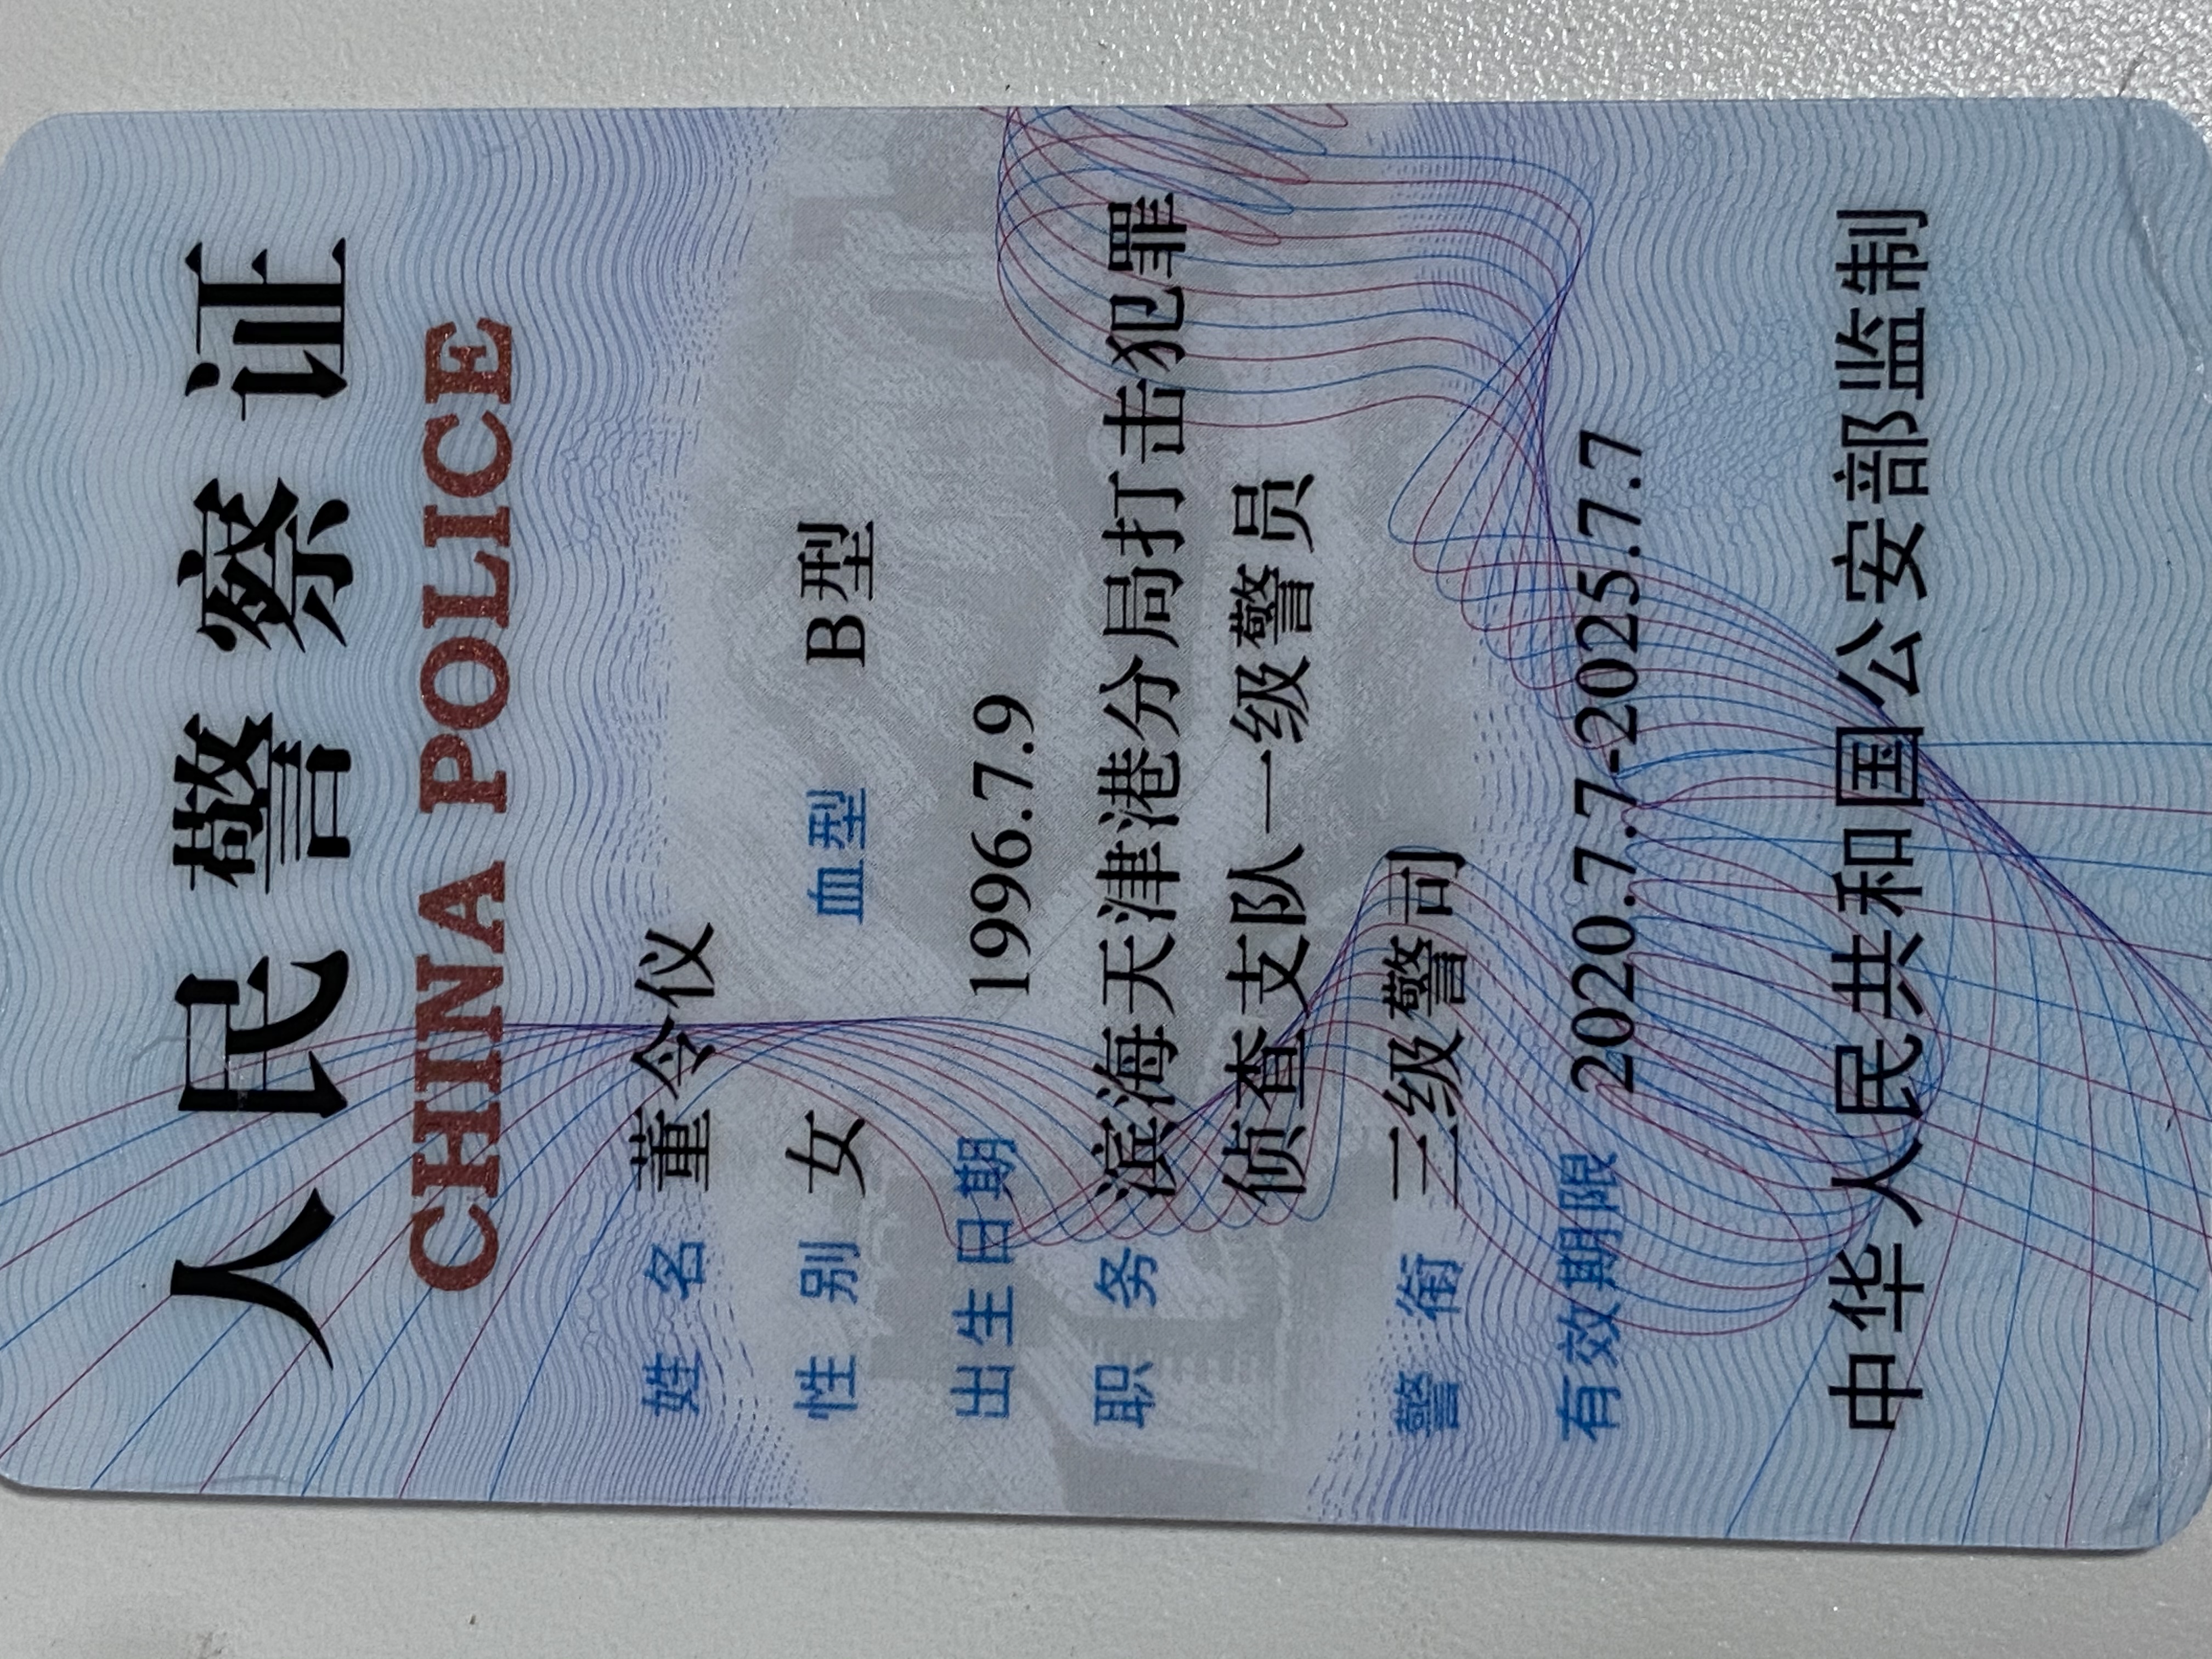 人民警察证
CHINA POLICE
姓名 董令仪
性别 女 血型 B型
出生日期 1996.7.9
职务 滨海天津港分局打击犯罪
侦查支队一级警员
警衔 三级警司
有效期限 2020.7.7-2025.7.7
中华人民共和国公安部监制